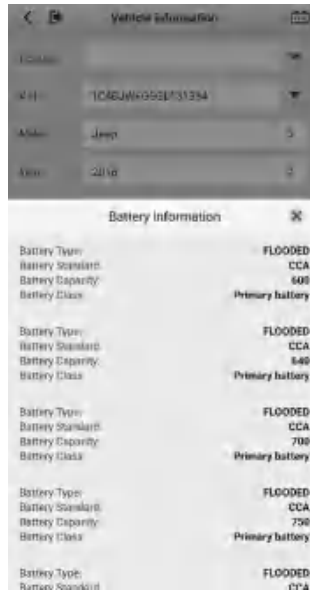 Vehicle Information
VIN
Make Jeep
Battery Information
Battery Type: FLOODED
Battery Standard: CCA
Battery Capacity: 600
Battery Class: Primary battery
Battery Type: FLOODED
Battery Standard: CCA
Battery Capacity: 640
Battery Class: Primary battery
Battery Type: FLOODED
Battery Standard: CCA
Battery Capacity: 700
Battery Class: Primary battery
Battery Type: FLOODED
Battery Standard: CCA
Battery Capacity: 750
Battery Class: Primary battery
Battery Type: FLOODED
Battery Standard: CCA